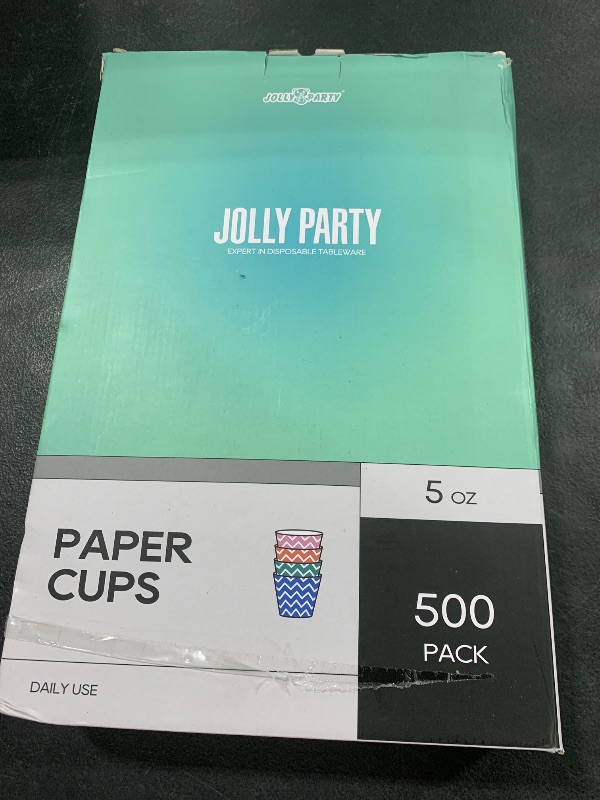 JOLLY PARTY
JOLLY PARTY
EXPERT IN DISPOSABLE TABLEWARE
5 OZ
PAPER
CUPS
500
PACK
DAILY USE